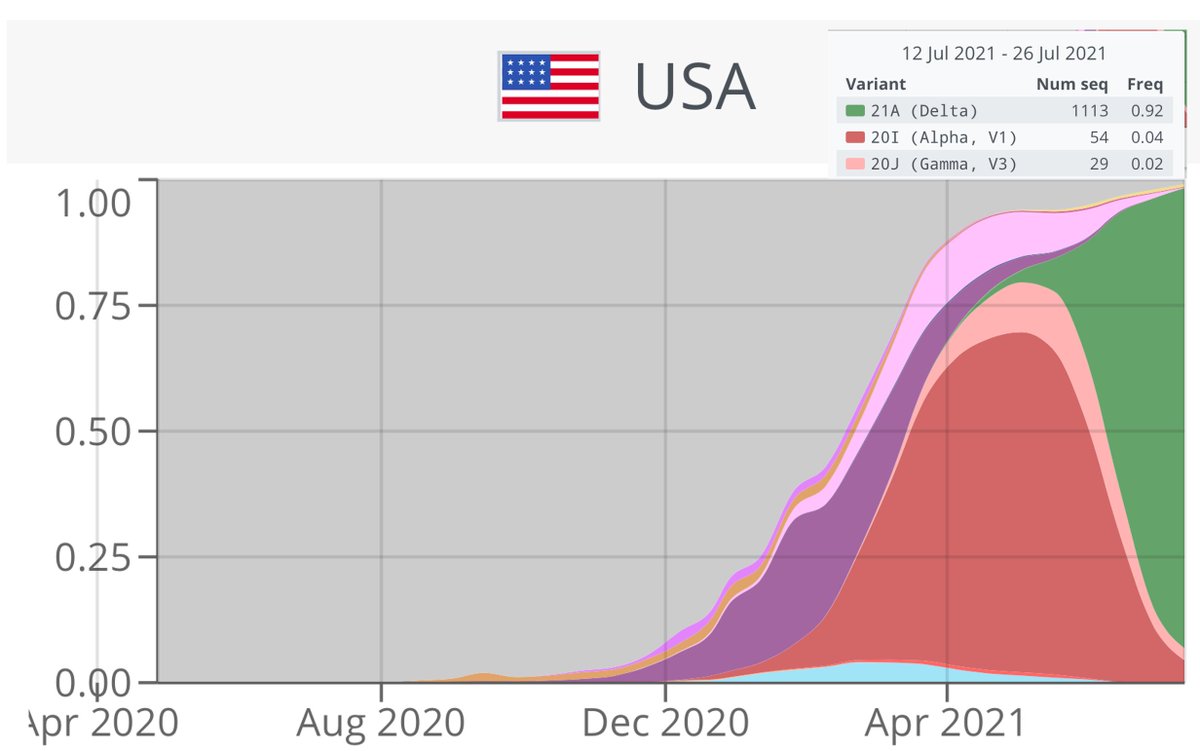 USA
12 Jul 2021 - 26 Jul 2021
Variant Num seq Freq
21A (Delta) 1113 0.92
20I (Alpha, V1) 54 0.04
20J (Gamma, V3) 29 0.02
1.00
0.75
0.50
0.25
0.00
Apr 2020 Aug 2020 Dec 2020 Apr 2021